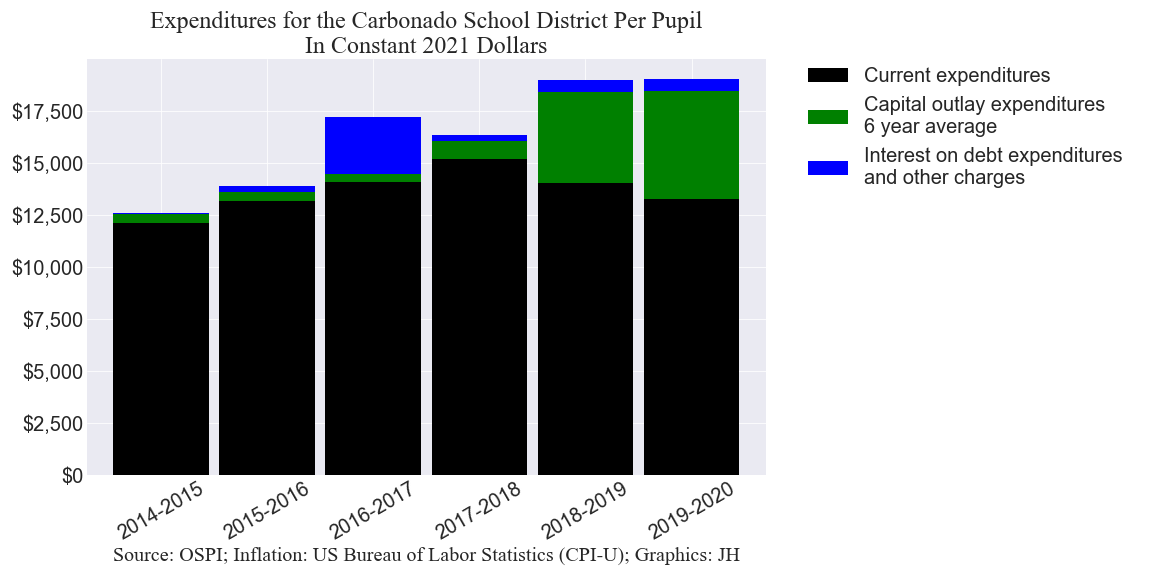 Expenditures for the Carbonado School District Per Pupil
In Constant 2021 Dollars
Current expenditures
Capital outlay expenditures
6 year average
Interest on debt expenditures
and other charges
$17,500
$15,000
$12,500
$10,000
$7,500
$5,000
$2,500
$0
2014-2015
2015-2016
2016-2017
2017-2018
2018-2019
2019-2020
Source: OSPI; Inflation: US Bureau of Labor Statistics (CPI-U); Graphics: JH